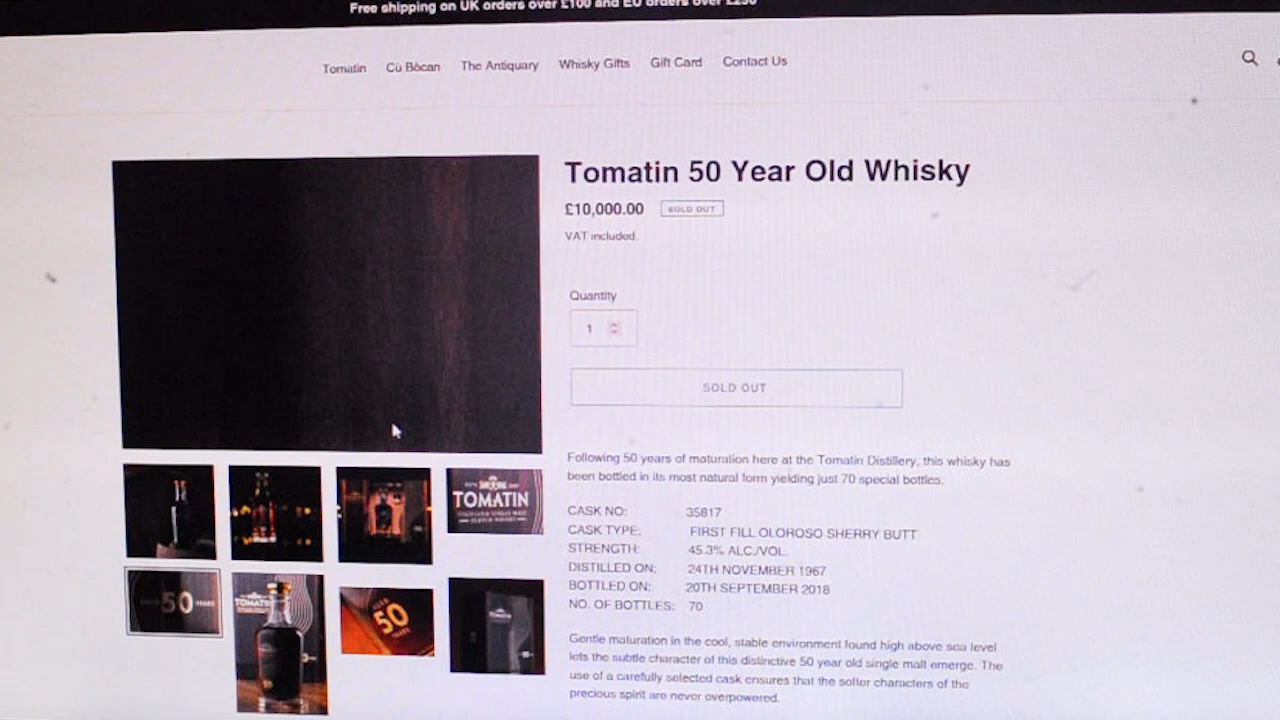 Free shipping on UK orders over £100 and EU orders over £250
Tomatin Cù Bòcan The Antiquary Whisky Gifts Gift Card Contact Us
Tomatin 50 Year Old Whisky
£10,000.00 SOLD OUT
VAT included.
Quantity
1
SOLD OUT
Following 50 years of maturation here at the Tomatin Distillery, this whisky has
been bottled in its most natural form yielding just 70 special bottles.
CASK NO: 35817
CASK TYPE: FIRST FILL OLOROSO SHERRY BUTT
STRENGTH: 45.3% ALC./VOL.
DISTILLED ON: 24TH NOVEMBER 1967
BOTTLED ON: 20TH SEPTEMBER 2018
NO. OF BOTTLES: 70
Gentle maturation in the cool, stable environment found high above sea level
lets the subtle character of this distinctive 50 year old single malt emerge. The
use of a carefully selected cask ensures that the softer characters of the
precious spirit are never overpowered.
TOMATIN
50 YEARS
TOMATIN
50
YEARS
TOMATIN